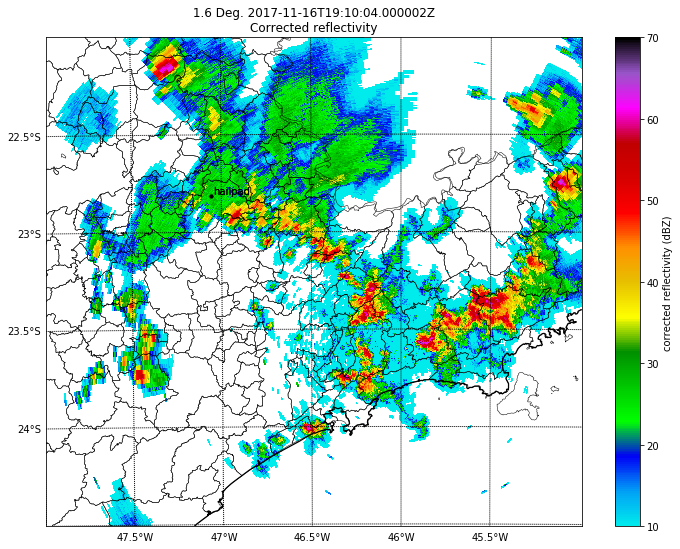 1.6 Deg. 2017-11-16T19:10:04.000002Z
Corrected reflectivity
70
60
50
40
30
20
10
corrected reflectivity (dBZ)
22.5°S
23°S
23.5°S
24°S
hailpad
47.5°W
47°W
46.5°W
46°W
45.5°W